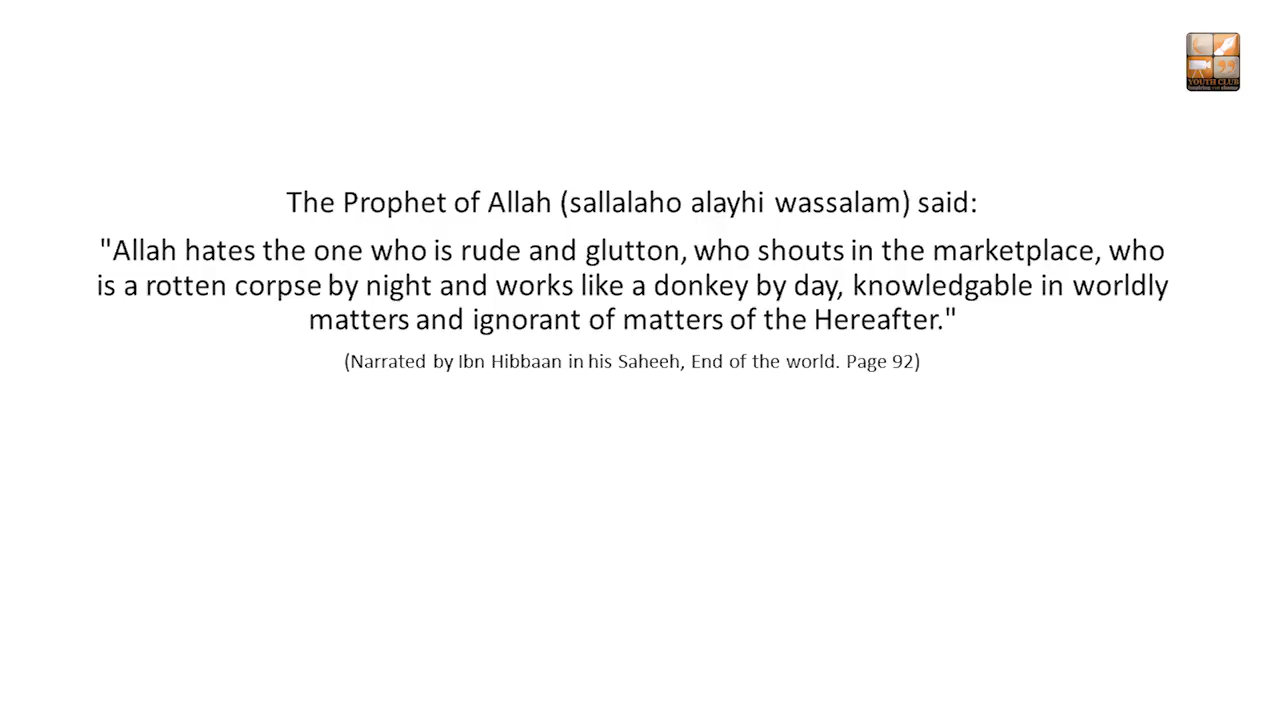 YOUTH CLUB
The Prophet of Allah (sallalaho alayhi wassalam) said:
"Allah hates the one who is rude and glutton, who shouts in the marketplace, who
is a rotten corpse by night and works like a donkey by day, knowledgable in worldly
matters and ignorant of matters of the Hereafter."
(Narrated by Ibn Hibbaan in his Saheeh, End of the world. Page 92)